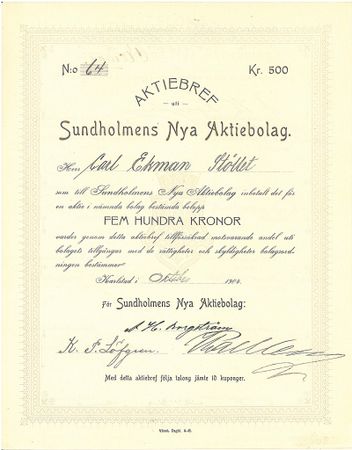 N:o 64
Kr. 500
AKTIEBREF
— uti —
Sundholmens Nya Aktiebolag.
Herr Carl Ekman Stöllet
som till Sundholmens Nya Aktiebolag inbetalt det för
en aktie i nämnda bolag bestämda belopp
FEM HUNDRA KRONOR
varder genom detta aktiebref tillförsäkrad motsvarande andel uti
bolagets tillgångar med de rättigheter och skyldigheter bolagsord-
ningen bestämmer
Karlstad i Oktober 1904.
För Sundholmens Nya Aktiebolag:
A. H.
K. F. Löfgren.
Med detta aktiebref följa talong jämte 10 kuponger.